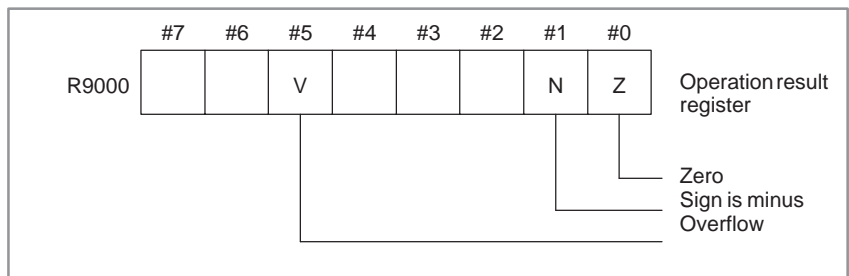 #7 #6 #5 #4 #3 #2 #1 #0
R9000 V N Z Operation result
register
Zero
Sign is minus
Overflow